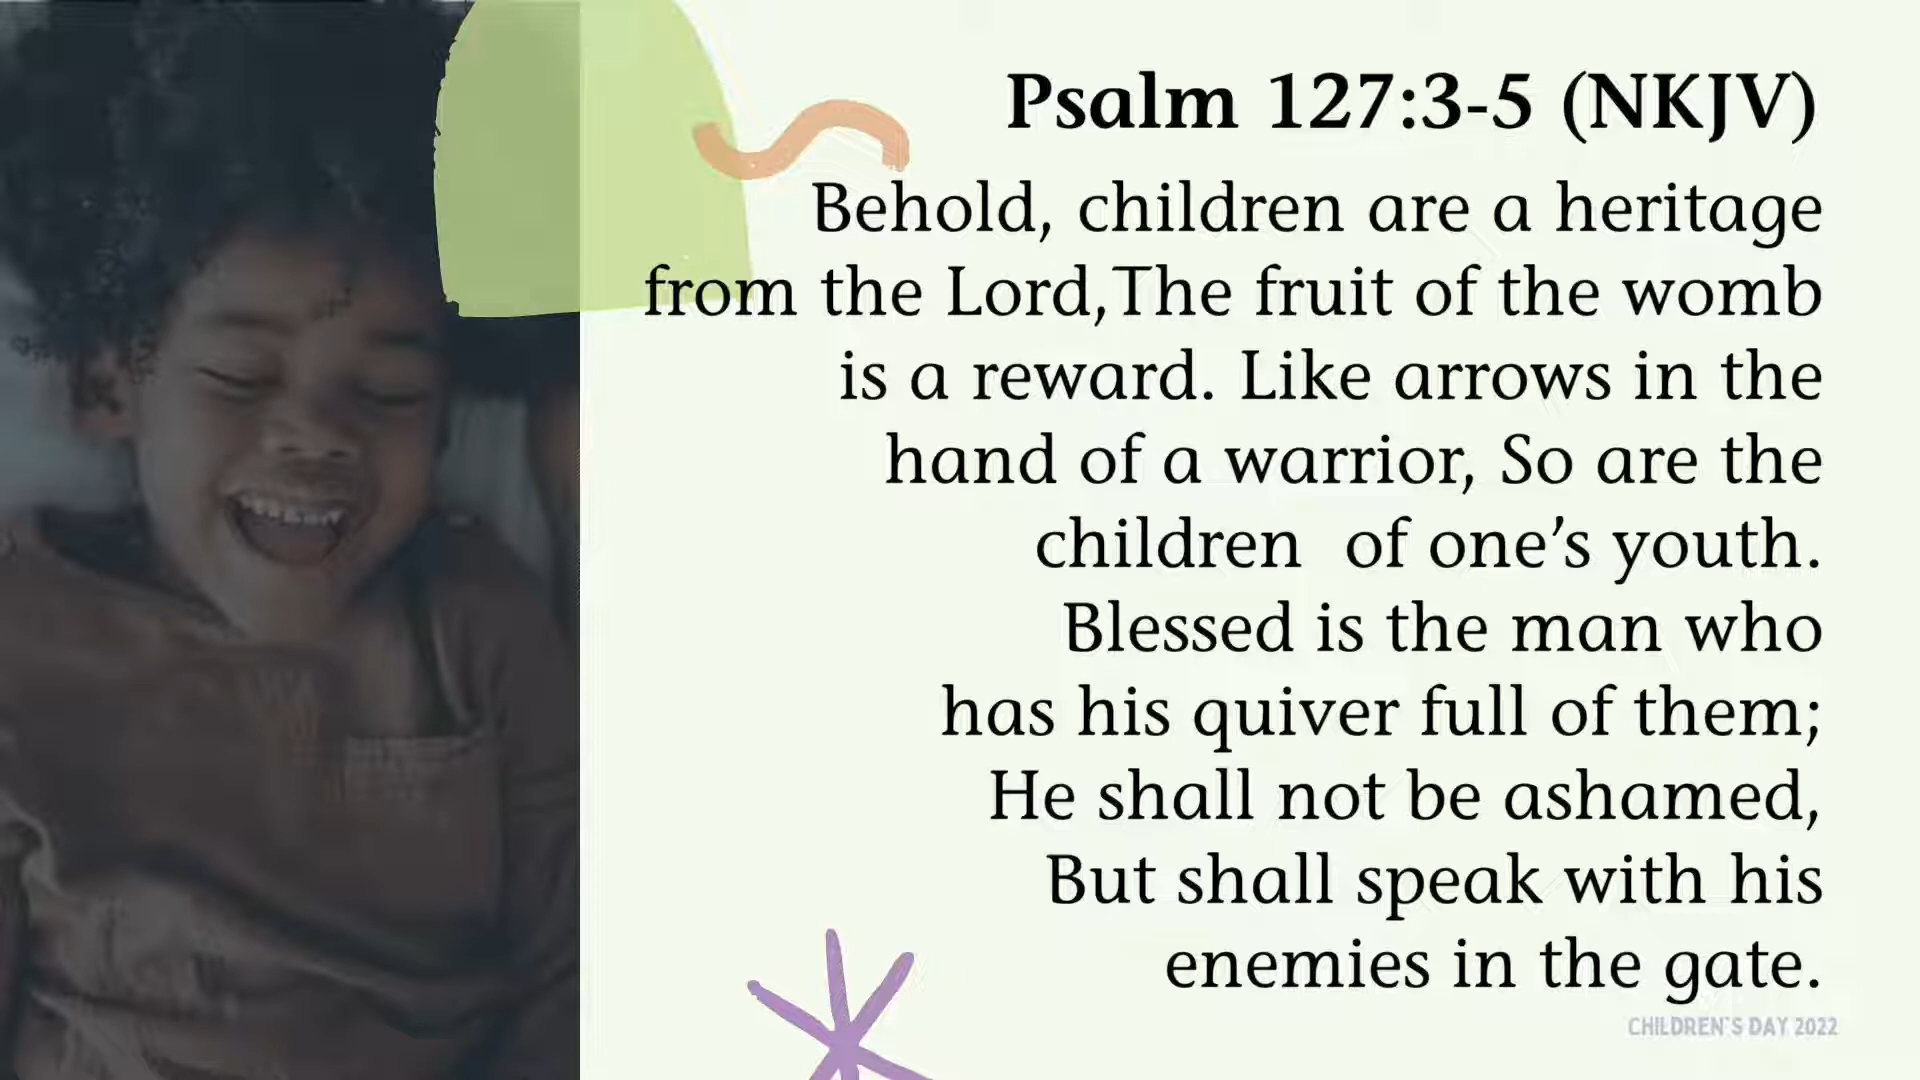 Psalm 127:3-5 (NKJV)
Behold, children are a heritage
from the Lord,The fruit of the womb
is a reward. Like arrows in the
hand of a warrior, So are the
children  of one’s youth.
Blessed is the man who
has his quiver full of them;
He shall not be ashamed,
But shall speak with his
enemies in the gate.
CHILDREN'S DAY 2022